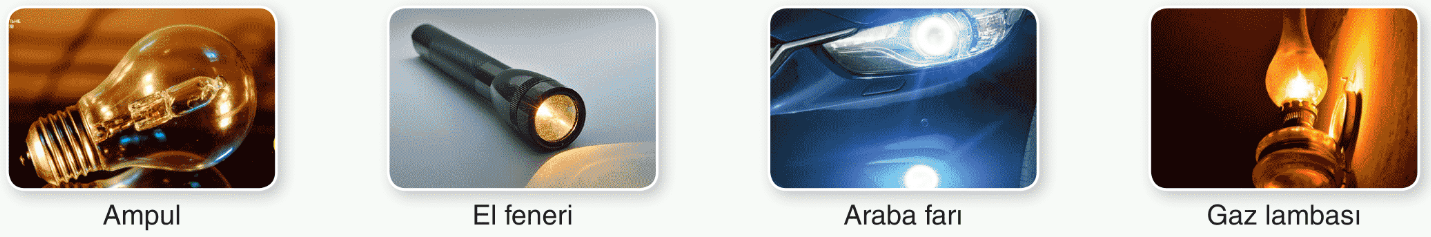 Ampul
El feneri
Araba farı
Gaz lambası